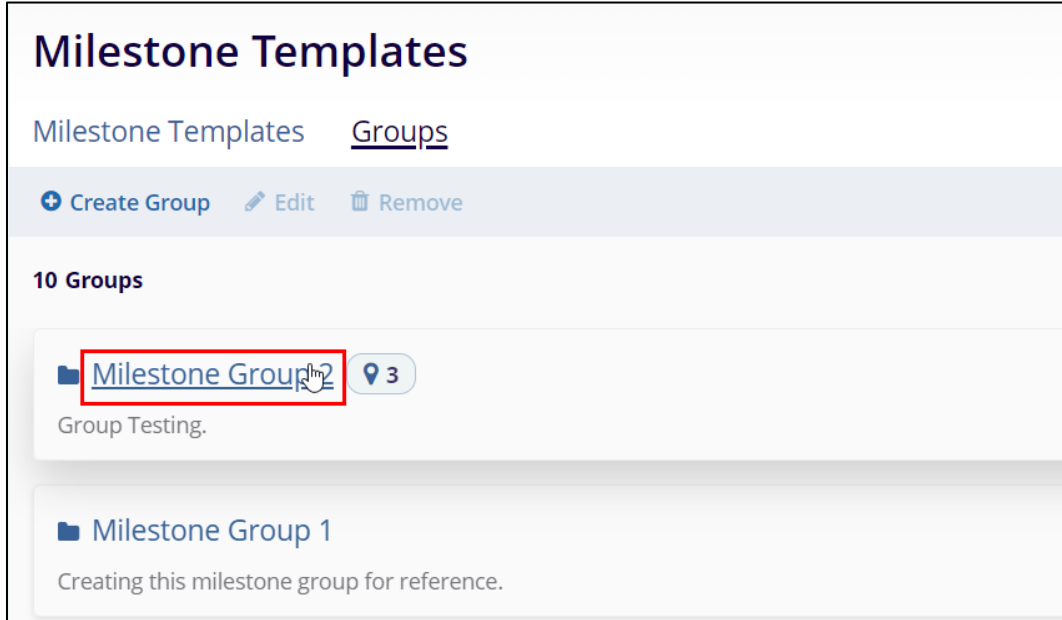 Milestone Templates
Milestone Templates Groups
Create Group Edit Remove
10 Groups
Milestone Group 2 3
Group Testing.
Milestone Group 1
Creating this milestone group for reference.